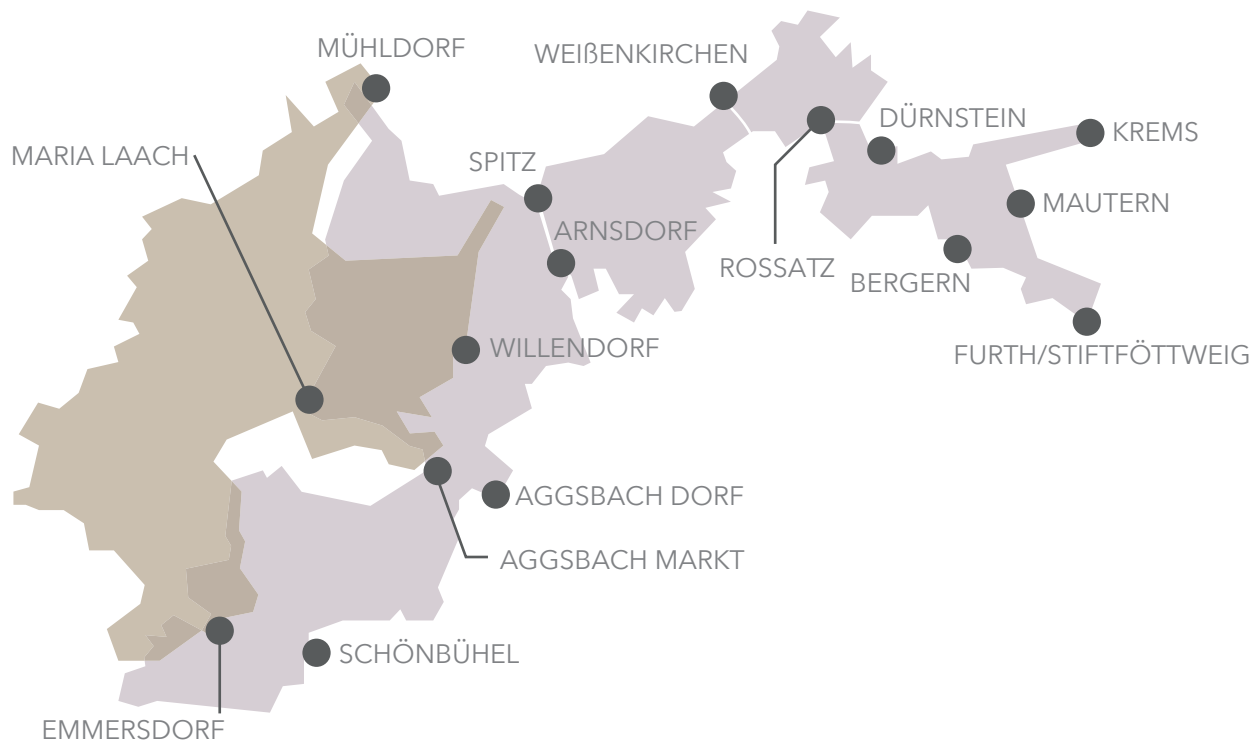 MÜHLDORF
WEIßENKIRCHEN
DÜRNSTEIN
KREMS
MARIA LAACH
SPITZ
MAUTERN
ARNSDORF
ROSSATZ
BERGERN
WILLENDORF
FURTH/STIFTFÖTTWEIG
AGGSBACH DORF
AGGSBACH MARKT
SCHÖNBÜHEL
EMMERSDORF